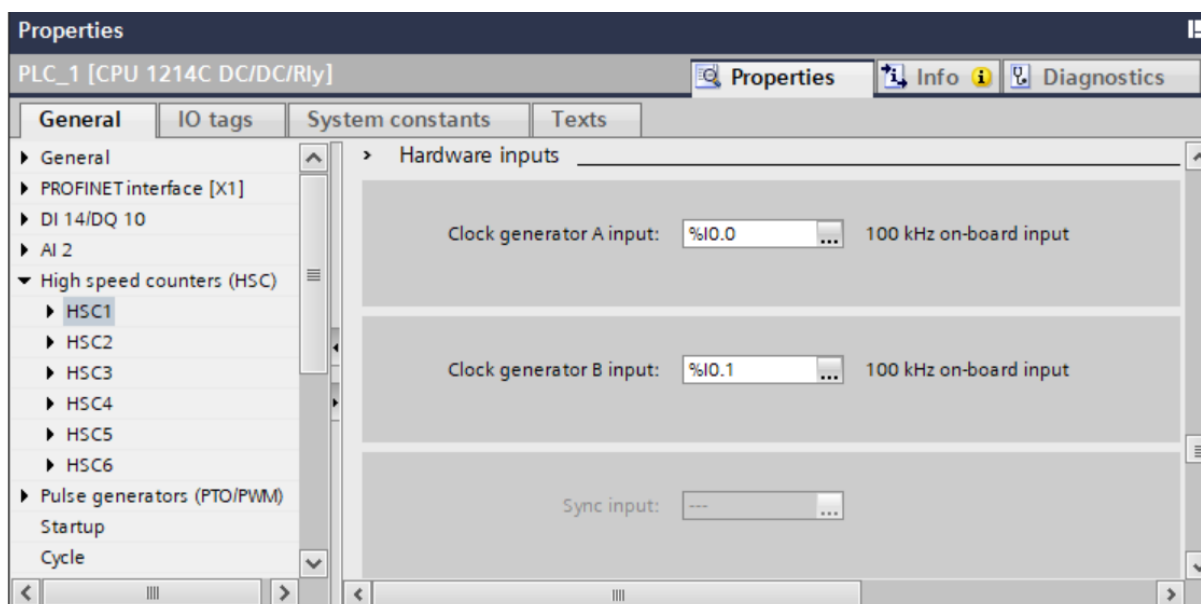 Properties
PLC_1 [CPU 1214C DC/DC/Rly]
Properties
Info
Diagnostics
General
IO tags
System constants
Texts
General
PROFINET interface [X1]
DI 14/DQ 10
AI 2
High speed counters (HSC)
HSC1
HSC2
HSC3
HSC4
HSC5
HSC6
Pulse generators (PTO/PWM)
Startup
Cycle
Hardware inputs
Clock generator A input: %I0.0 ... 100 kHz on-board input
Clock generator B input: %I0.1 ... 100 kHz on-board input
Sync input: --- ...